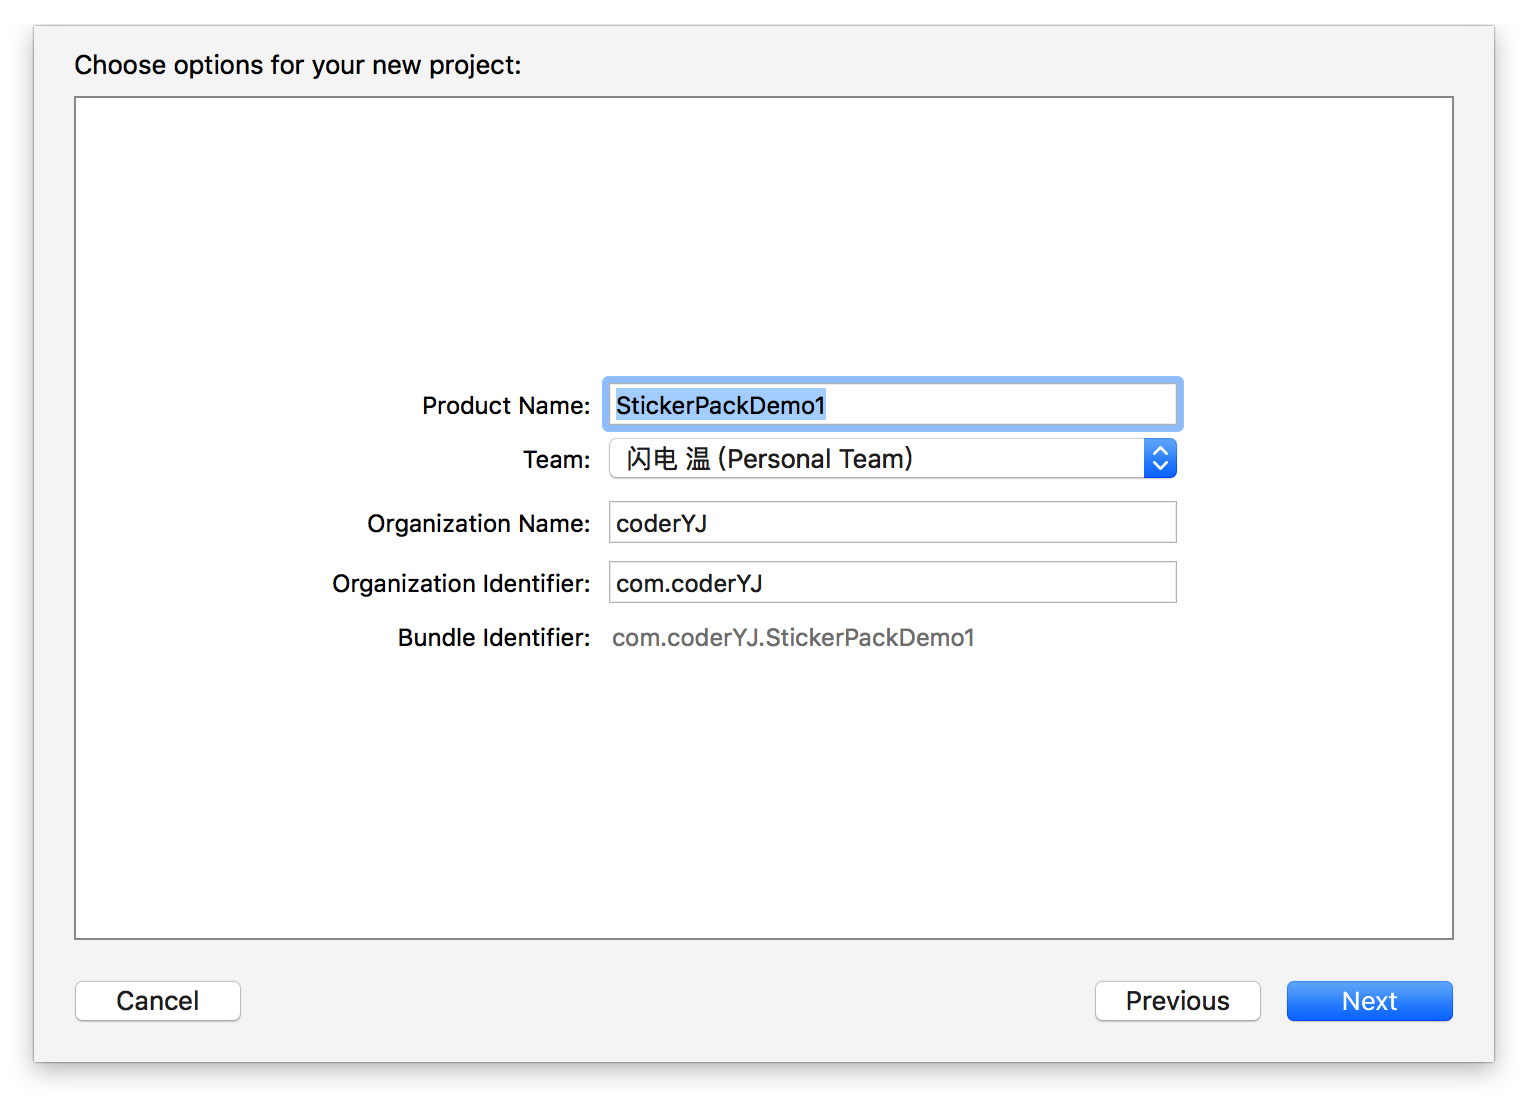 Choose options for your new project:
Product Name: StickerPackDemo1
Team: 闪电 温 (Personal Team)
Organization Name: coderYJ
Organization Identifier: com.coderYJ
Bundle Identifier: com.coderYJ.StickerPackDemo1
Cancel Previous Next